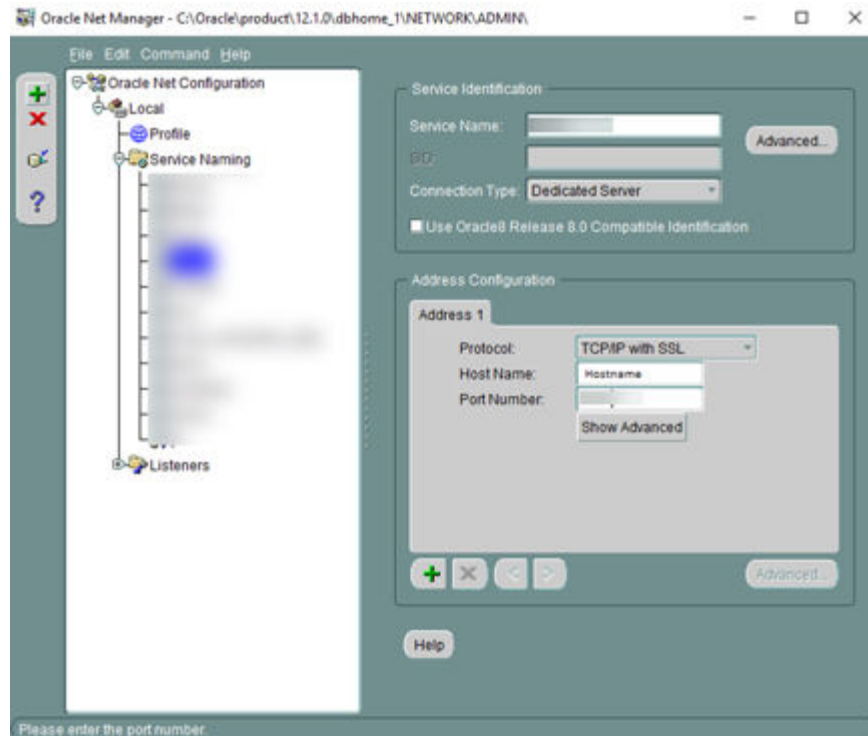 Oracle Net Manager - C:\Oracle\product\12.1.0\dbhome_1\NETWORK\ADMIN\
File Edit Command Help
Oracle Net Configuration
Local
Profile
Service Naming
Listeners
Service Identification
Service Name:
Advanced...
SID:
Connection Type: Dedicated Server
Use Oracle8 Release 8.0 Compatible Identification
Address Configuration
Address 1
Protocol: TCP/IP with SSL
Host Name: Hostname
Port Number:
Show Advanced
Advanced...
Help
Please enter the port number.